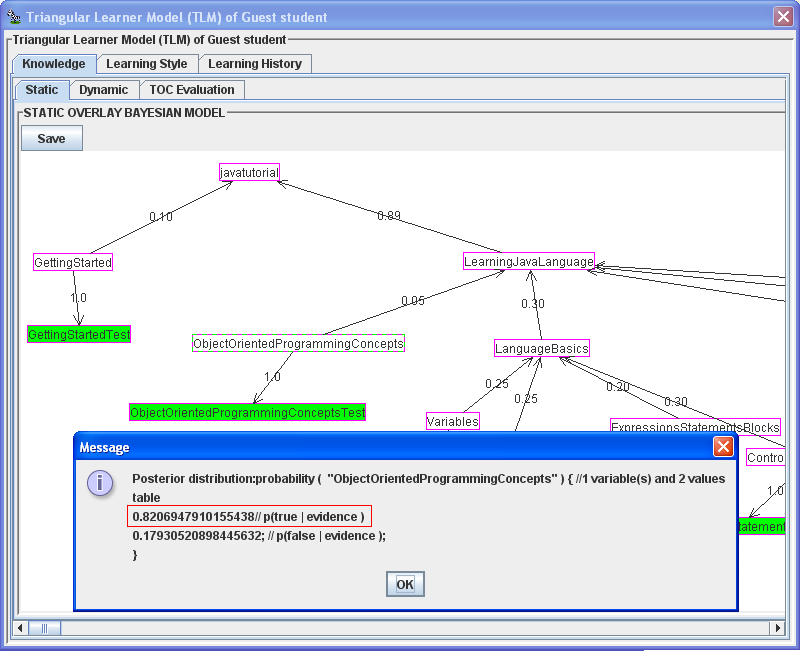 Triangular Learner Model (TLM) of Guest student
Triangular Learner Model (TLM) of Guest student
Knowledge Learning Style Learning History
Static Dynamic TOC Evaluation
STATIC OVERLAY BAYESIAN MODEL
Save
javatutorial
0.10 0.89
GettingStarted LearningJavaLanguage
1.0 0.05 0.30
GettingStartedTest
ObjectOrientedProgrammingConcepts LanguageBasics
1.0 0.25 0.20
0.25 0.30
ObjectOrientedProgrammingConceptsTest
Variables ExpressionsStatementsBlocks
Message
Contro
Posterior distribution:probability ( "ObjectOrientedProgrammingConcepts" ) { //1 variable(s) and 2 values
table
1.0
0.8206947910155438// p(true | evidence )
tatement
0.17930520898445632; // p(false | evidence );
}
OK